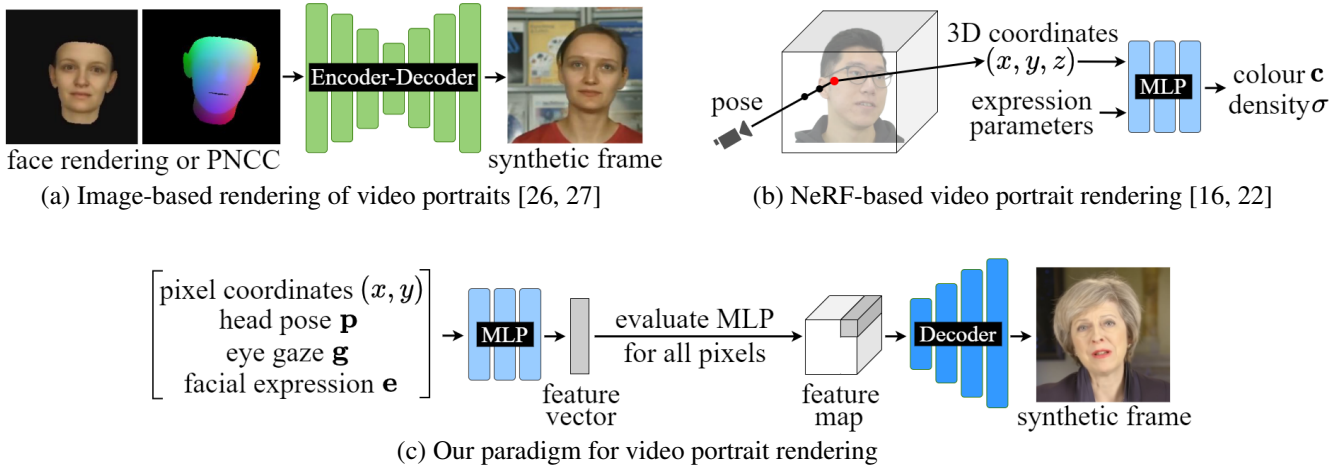 Encoder-Decoder
face rendering or PNCC
synthetic frame
(a) Image-based rendering of video portraits [26, 27]
pose
3D coordinates
(x, y, z)
expression
parameters
MLP
colour c
density σ
(b) NeRF-based video portrait rendering [16, 22]
pixel coordinates (x, y)
head pose p
eye gaze g
facial expression e
MLP
feature
vector
evaluate MLP
for all pixels
feature
map
Decoder
synthetic frame
(c) Our paradigm for video portrait rendering